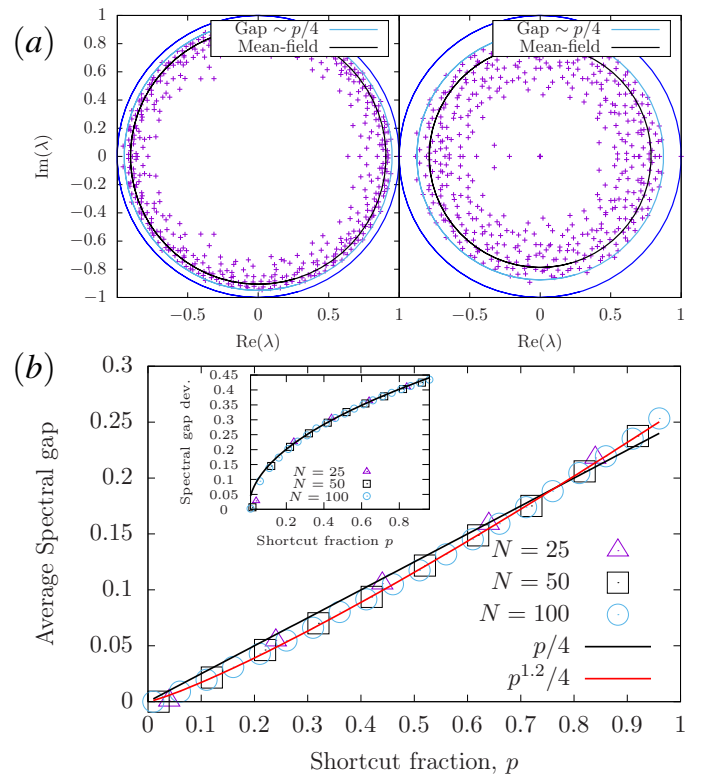 (a)
Gap ∼ p/4
Mean-field
Gap ∼ p/4
Mean-field
1
0.8
0.6
0.4
0.2
0
−0.2
−0.4
−0.6
−0.8
−1
Im(λ)
−0.5 0 0.5 1
−0.5 0 0.5 1
Re(λ)
Re(λ)
(b)
0.3
0.25
0.2
0.15
0.1
0.05
0
Average Spectral gap
0.45
0.4
0.35
0.3
0.25
0.2
0.15
0.1
0.05
0
Spectral gap dev.
N = 25
N = 50
N = 100
0.2 0.4 0.6 0.8
Shortcut fraction p
N = 25
N = 50
N = 100
p/4
p^{1.2}/4
0 0.1 0.2 0.3 0.4 0.5 0.6 0.7 0.8 0.9 1
Shortcut fraction, p